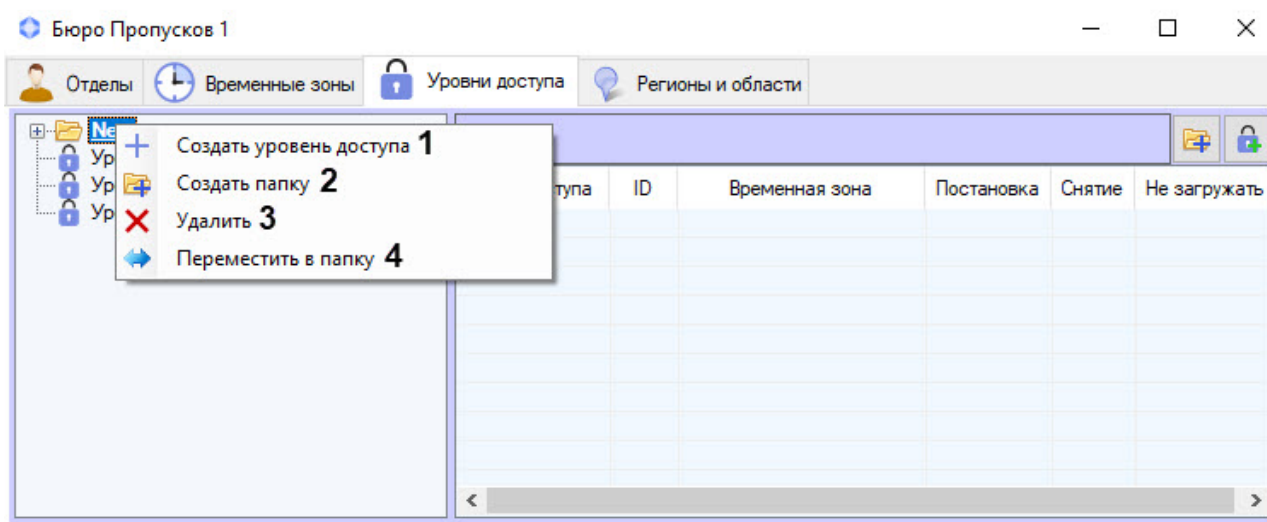 Бюро Пропусков 1
Отделы Временные зоны Уровни доступа Регионы и области
Создать уровень доступа 1
ID Временная зона Постановка Снятие Не загружать
Создать папку 2
Удалить 3
Переместить в папку 4